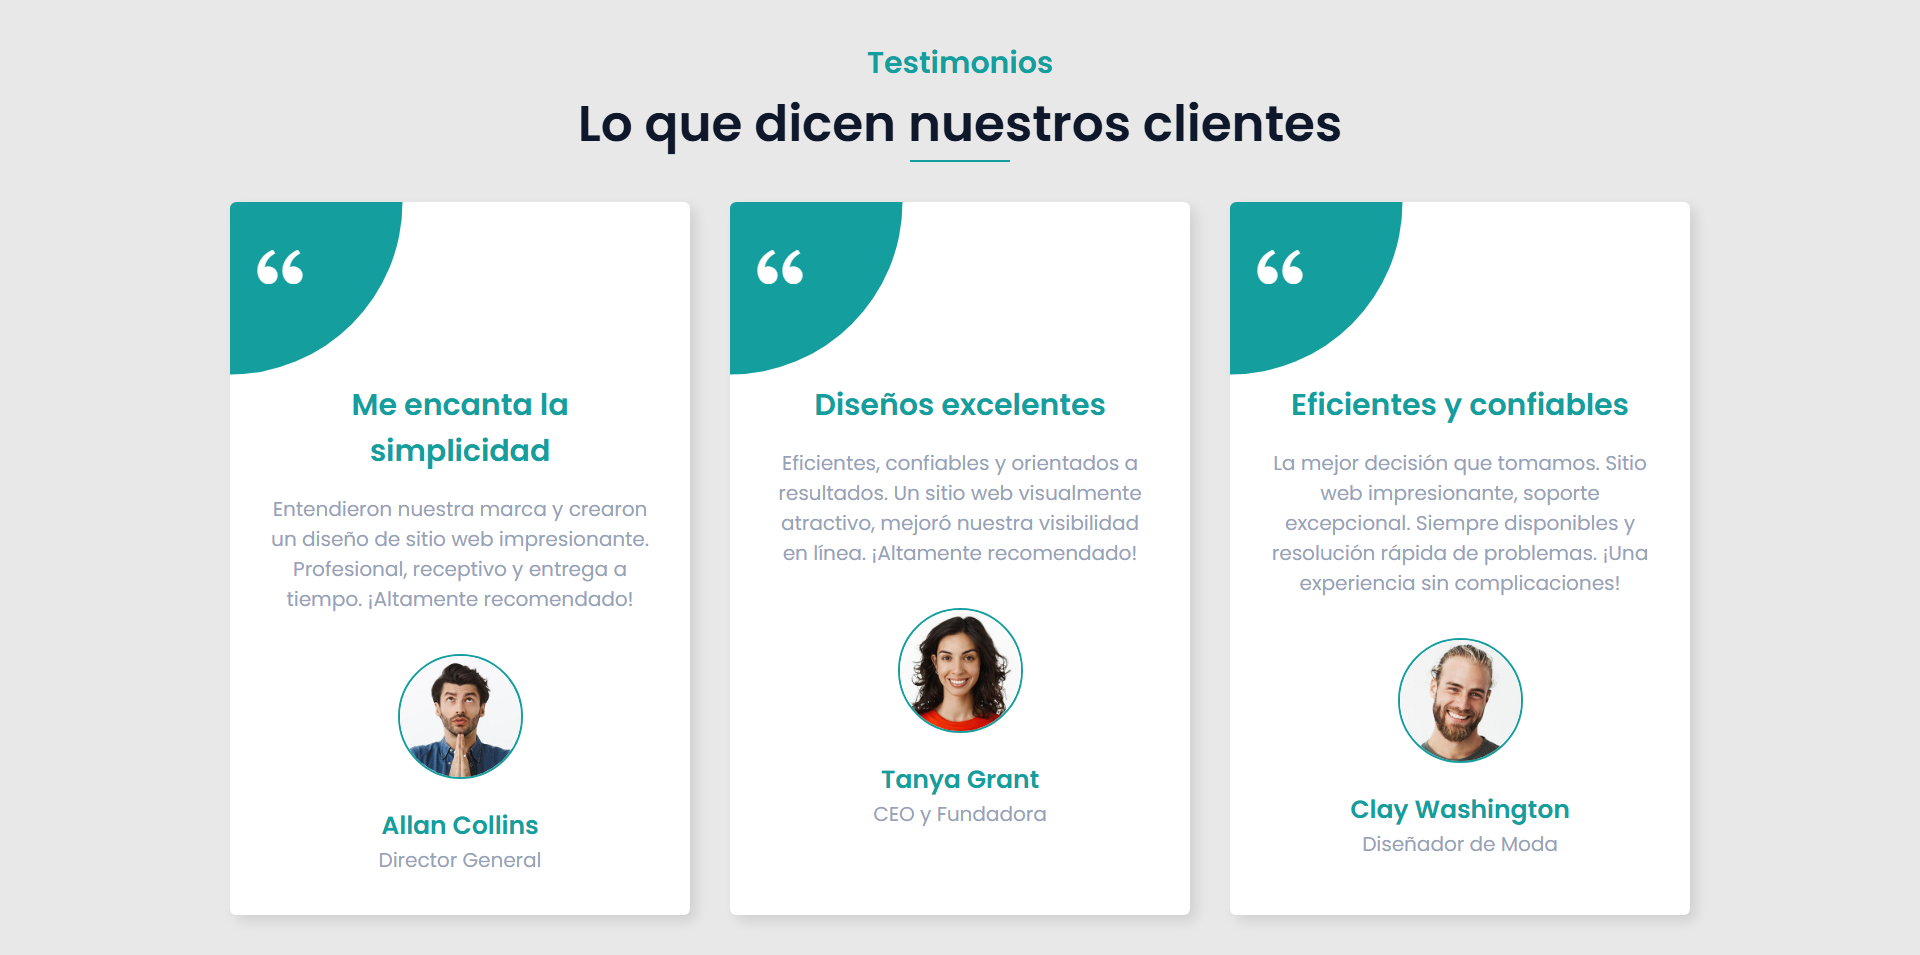 Testimonios
Lo que dicen nuestros clientes
“
Me encanta la
simplicidad
Entendieron nuestra marca y crearon
un diseño de sitio web impresionante.
Profesional, receptivo y entrega a
tiempo. ¡Altamente recomendado!
Allan Collins
Director General
“
Diseños excelentes
Eficientes, confiables y orientados a
resultados. Un sitio web visualmente
atractivo, mejoró nuestra visibilidad
en línea. ¡Altamente recomendado!
Tanya Grant
CEO y Fundadora
“
Eficientes y confiables
La mejor decisión que tomamos. Sitio
web impresionante, soporte
excepcional. Siempre disponibles y
resolución rápida de problemas. ¡Una
experiencia sin complicaciones!
Clay Washington
Diseñador de Moda